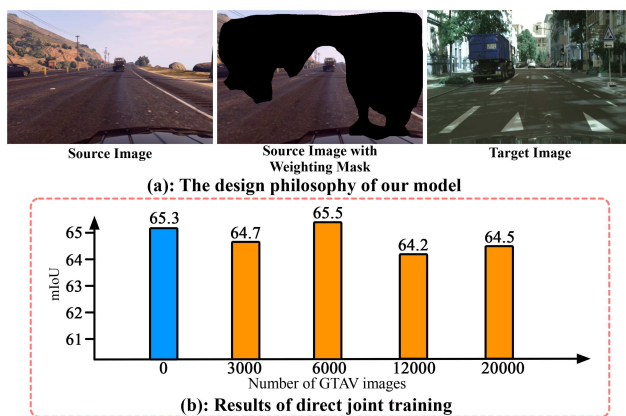 Source Image
Source Image with
Weighting Mask
Target Image
(a): The design philosophy of our model
65.3
64.7
65.5
64.2
64.5
65
64
63
62
61
mIoU
0
3000
6000
12000
20000
Number of GTAV images
(b): Results of direct joint training